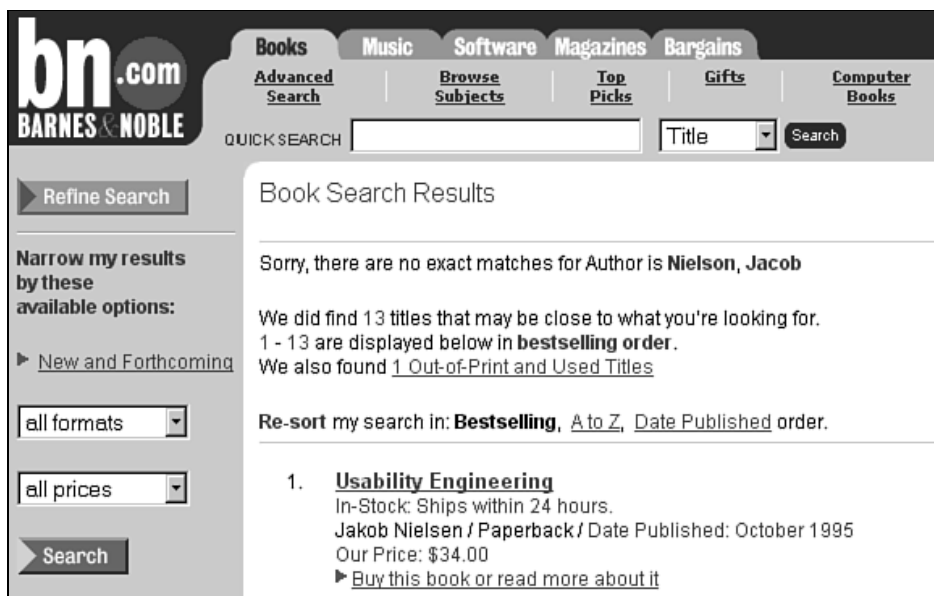 bn.com
BARNES&NOBLE
Books Music Software Magazines Bargains
Advanced Search Browse Subjects Top Picks Gifts Computer Books
QUICK SEARCH Title Search
Refine Search
Narrow my results
by these
available options:
New and Forthcoming
all formats
all prices
Search
Book Search Results
Sorry, there are no exact matches for Author is Nielson, Jacob
We did find 13 titles that may be close to what you're looking for.
1 - 13 are displayed below in bestselling order.
We also found 1 Out-of-Print and Used Titles
Re-sort my search in: Bestselling, A to Z, Date Published order.
1. Usability Engineering
In-Stock: Ships within 24 hours.
Jakob Nielsen / Paperback / Date Published: October 1995
Our Price: $34.00
Buy this book or read more about it